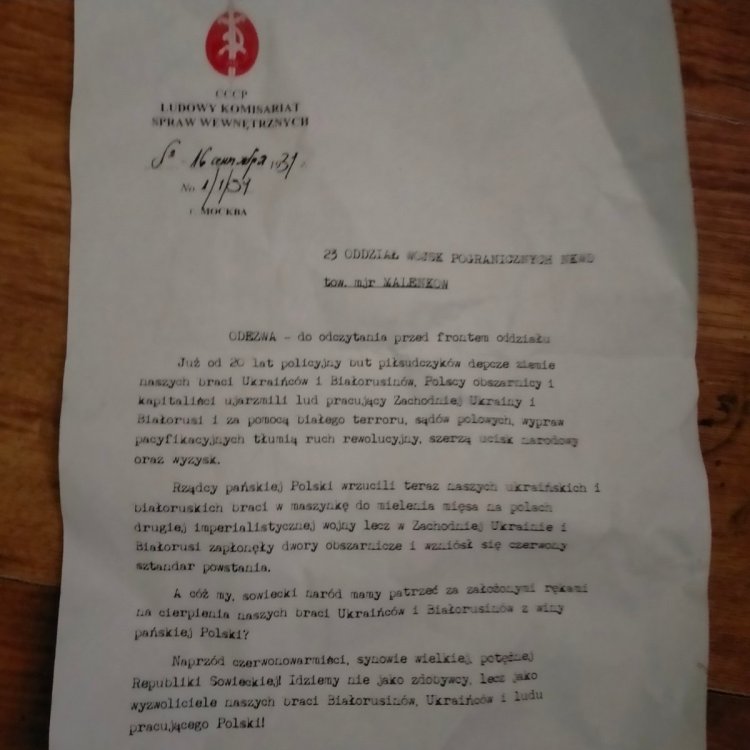 СССР
LUDOWY KOMISARIAT
SPRAW WEWNĘTRZNYCH
16 19
No 1/1/39
г. МОСКВА
23 ODDZIAŁ WOJSK POGRANICZNYCH NKWD
tow. mjr MALENKOW
ODEZWA - do odczytania przed frontem oddziału
Już od 20 lat policyjny but piłsudczyków depcze ziemie
naszych braci Ukraińców i Białorusinów, Polscy obszarnicy i
kapitaliści ujarzmili lud pracujący Zachodniej Ukrainy i
Białorusi i za pomocą białego terroru, sądów polowych, wypraw
pacyfikacyjnych tłumią ruch rewolucyjny, szerzą ucisk narodowy
oraz wyzysk.
Rządcy pańskiej Polski wrzucili teraz naszych ukraińskich i
białoruskich braci w maszynkę do mielenia mięsa na polach
drugiej imperialistycznej wojny lecz w Zachodniej Ukrainie i
Białorusi zapłonęły dwory obszarnicze i wzniósł się czerwony
sztandar powstania.
A cóż my, sowiecki naród mamy patrzeć za założonymi rękami
na cierpienia naszych braci Ukraińców i Białorusinów z winy
pańskiej Polski?
Naprzód czerwonowarmiści, synowie wielkiej, potężnej
Republiki Sowieckiej! Idziemy nie jako zdobywcy, lecz jako
wyzwoliciele naszych braci Białorusinów, Ukraińców i ludu
pracującego Polski!